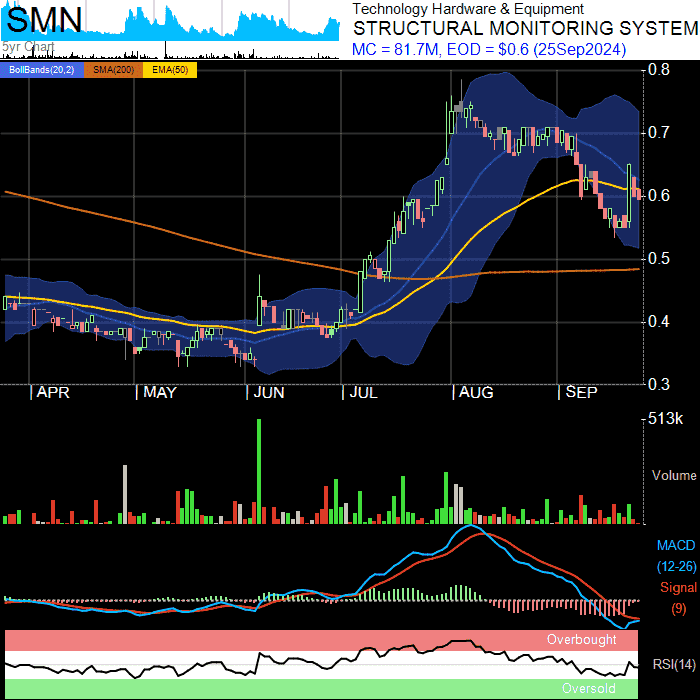 SMN
5yr Chart
Technology Hardware & Equipment
STRUCTURAL MONITORING SYSTEM
MC = 81.7M, EOD = $0.6 (25Sep2024)
BollBands(20,2) SMA(200) EMA(50)
0.8
0.7
0.6
0.5
0.4
0.3
APR MAY JUN JUL AUG SEP
513k
Volume
MACD
(12-26)
Signal
(9)
Overbought
RSI(14)
Oversold